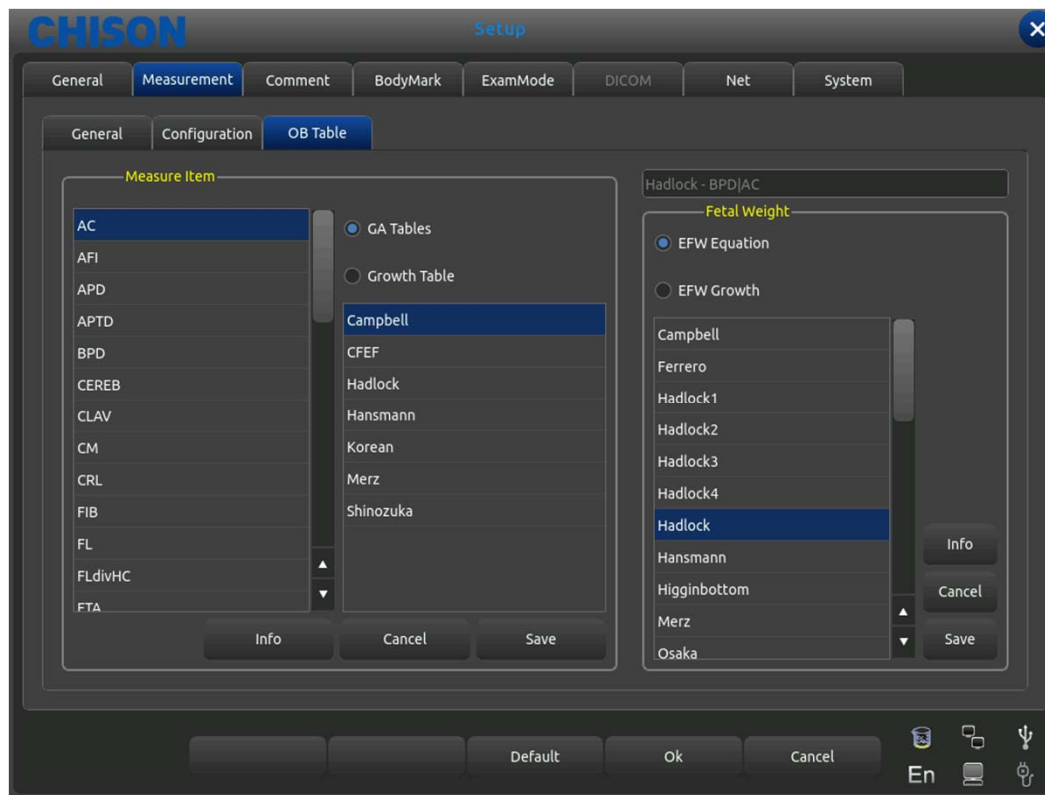 CHISON
Setup
General Measurement Comment BodyMark ExamMode DICOM Net System
General Configuration OB Table
Measure Item
AC
AFI
APD
APTD
BPD
CEREB
CLAV
CM
CRL
FIB
FL
FLdivHC
FTA
GA Tables
Growth Table
Campbell
CFEF
Hadlock
Hansmann
Korean
Merz
Shinozuka
Info Cancel Save
Hadlock - BPD|AC
Fetal Weight
EFW Equation
EFW Growth
Campbell
Ferrero
Hadlock1
Hadlock2
Hadlock3
Hadlock4
Hadlock
Hansmann
Higginbottom
Merz
Osaka
Info
Cancel
Save
Default Ok Cancel
En